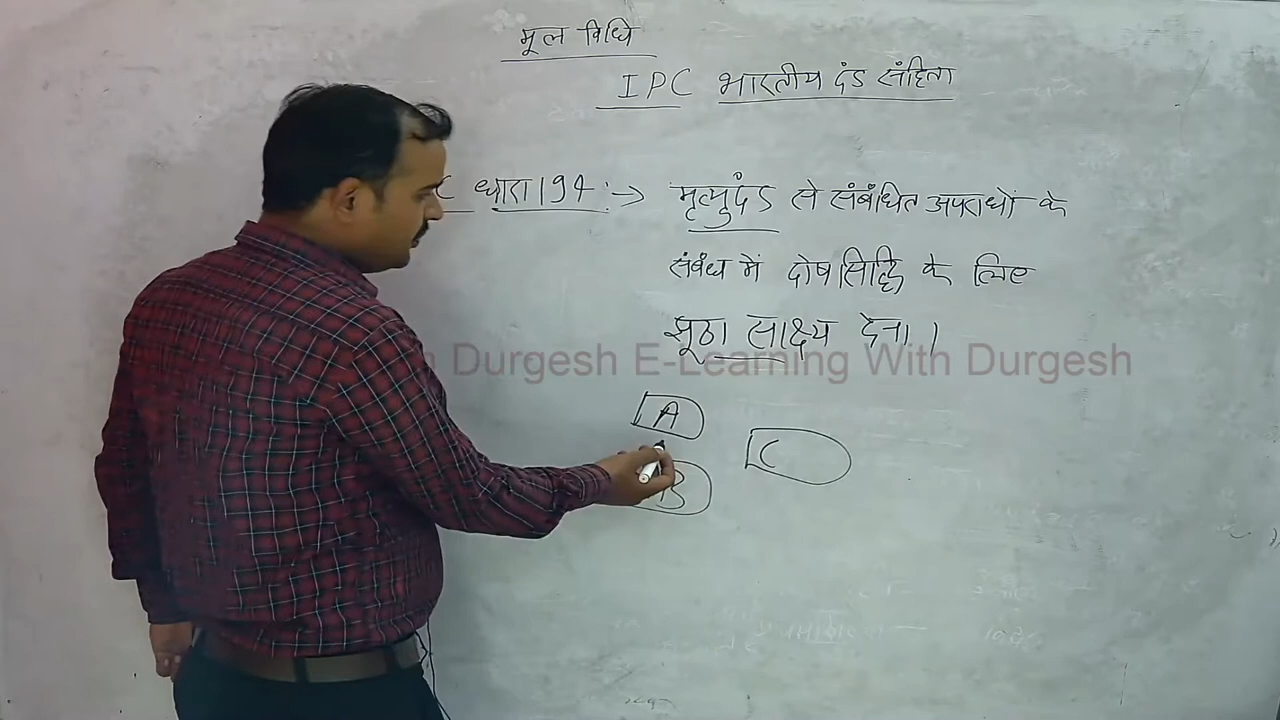 मूल विधि
IPC भारतीय दंड संहिता
C धारा 194 :→ मृत्युदंड से संबंधित अपराधों के
संबंध में दोषसिद्धि के लिए
झूठा साक्ष्य देना।
Durgesh E-Learning With Durgesh
A
C
B